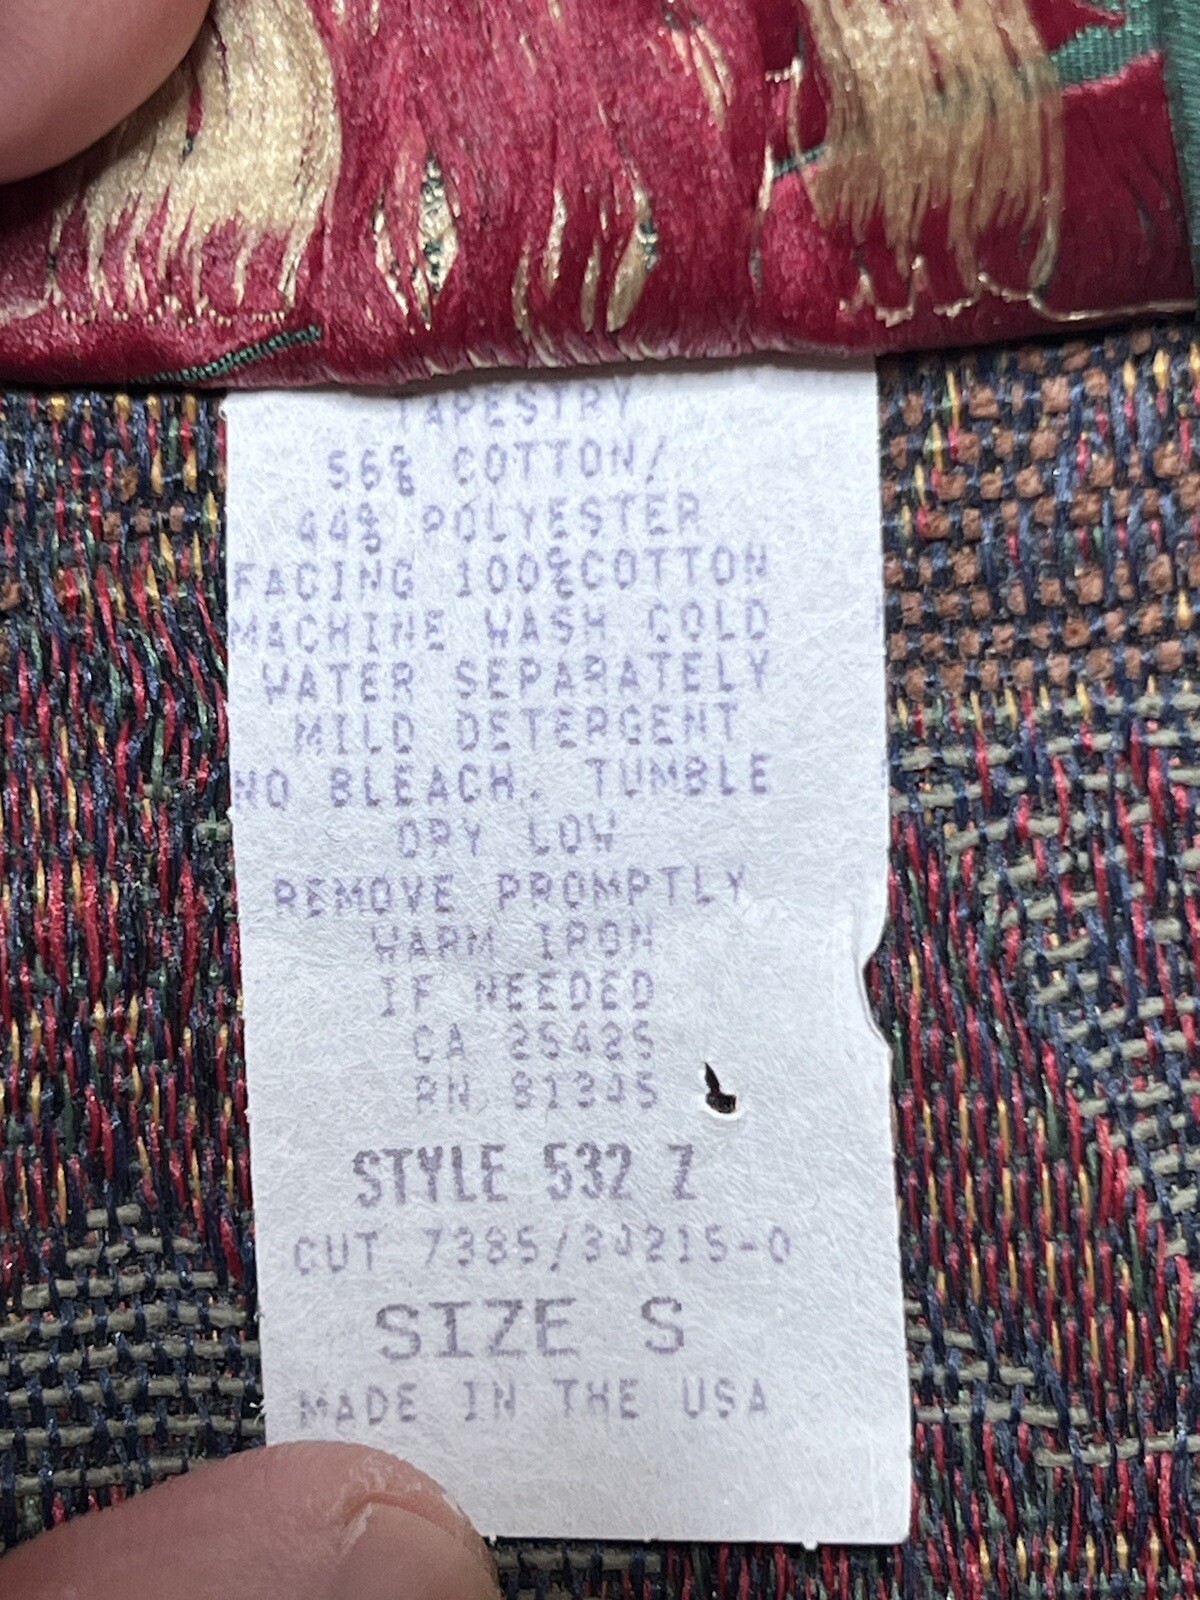 TAPESTRY
56% COTTON/
44% POLYESTER
FACING 100%COTTON
MACHINE WASH COLD
WATER SEPARATELY
MILD DETERGENT
NO BLEACH. TUMBLE
DRY LOW
REMOVE PROMPTLY
WARM IRON
IF NEEDED
CA 25425
RN 81345
STYLE 532 Z
CUT 7385/34215-0
SIZE S
MADE IN THE USA